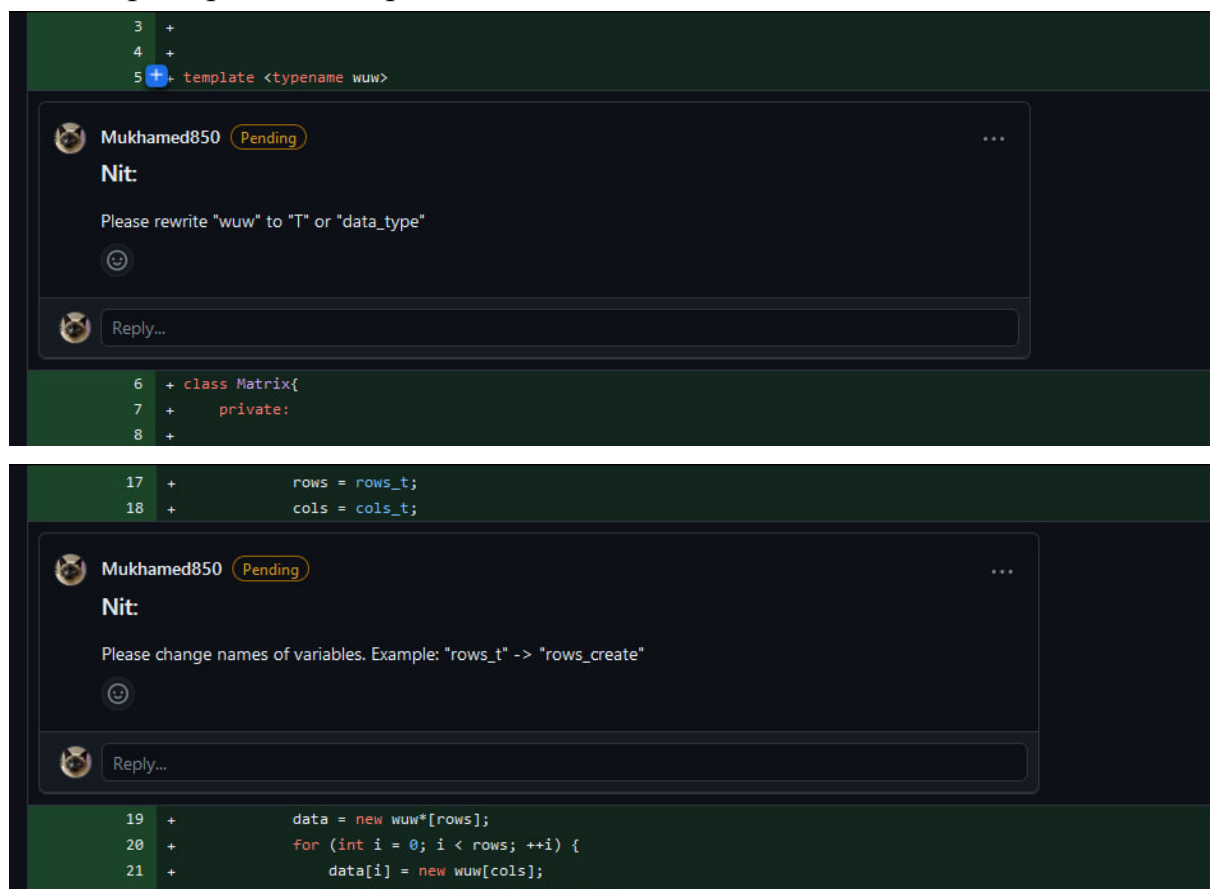 3 +
4 +
5 + template <typename wuw>
Mukhamed850 Pending ...
Nit:
Please rewrite "wuw" to "T" or "data_type"
Reply...
6 + class Matrix{
7 + private:
8 +
17 + rows = rows_t;
18 + cols = cols_t;
Mukhamed850 Pending ...
Nit:
Please change names of variables. Example: "rows_t" -> "rows_create"
Reply...
19 + data = new wuw*[rows];
20 + for (int i = 0; i < rows; ++i) {
21 + data[i] = new wuw[cols];